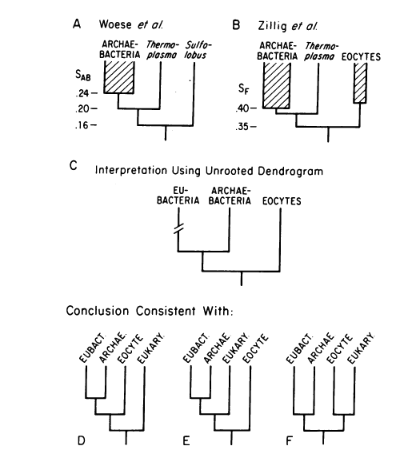 A Woese et al.
ARCHAE-
BACTERIA
Thermo-
plasma
Sulfo-
lobus
S_AB
.24
.20
.16
B Zillig et al.
ARCHAE-
BACTERIA
Thermo-
plasma
EOCYTES
S_F
.40
.35
C Interpretation Using Unrooted Dendrogram
EU-
BACTERIA
ARCHAE-
BACTERIA
EOCYTES
Conclusion Consistent With:
EUBACT.
ARCHAE.
EOCYTE
EUKARY.
D
EUBACT.
ARCHAE
EUKARY.
EOCYTE
E
EUBACT.
ARCHAE
EOCYTE
EUKARY.
F